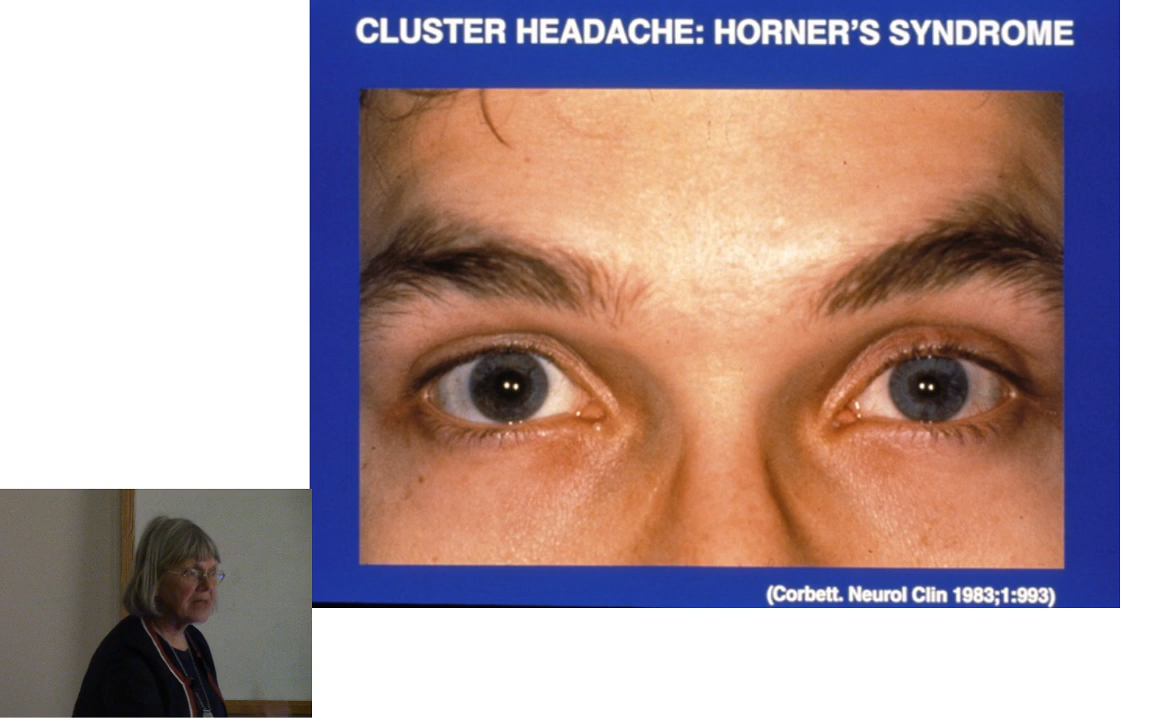 CLUSTER HEADACHE: HORNER'S SYNDROME
(Corbett. Neurol Clin 1983;1:993)